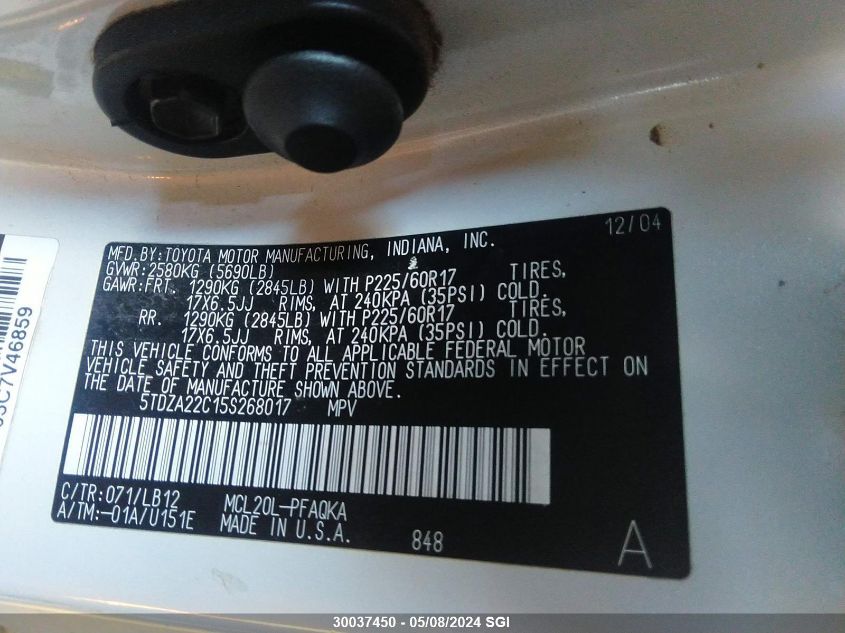 12/04
MFD. BY: TOYOTA MOTOR MANUFACTURING, INDIANA, INC.
GVWR: 2580KG (5690LB)
GAWR: FRT. 1290KG (2845LB) WITH P225/60R17 TIRES,
17X6.5JJ RIMS, AT 240KPA (35PSI) COLD.
RR. 1290KG (2845LB) WITH P225/60R17 TIRES,
17X6.5JJ RIMS, AT 240KPA (35PSI) COLD.
THIS VEHICLE CONFORMS TO ALL APPLICABLE FEDERAL MOTOR
VEHICLE SAFETY AND THEFT PREVENTION STANDARDS IN EFFECT ON
THE DATE OF MANUFACTURE SHOWN ABOVE.
5TDZA22C15S268017 MPV
C/TR: 071/LB12 MCL20L-PFAQKA
A/TM: -01A/U151E MADE IN U.S.A. 848 A
03C7V46859
30037450 - 05/08/2024 SGI